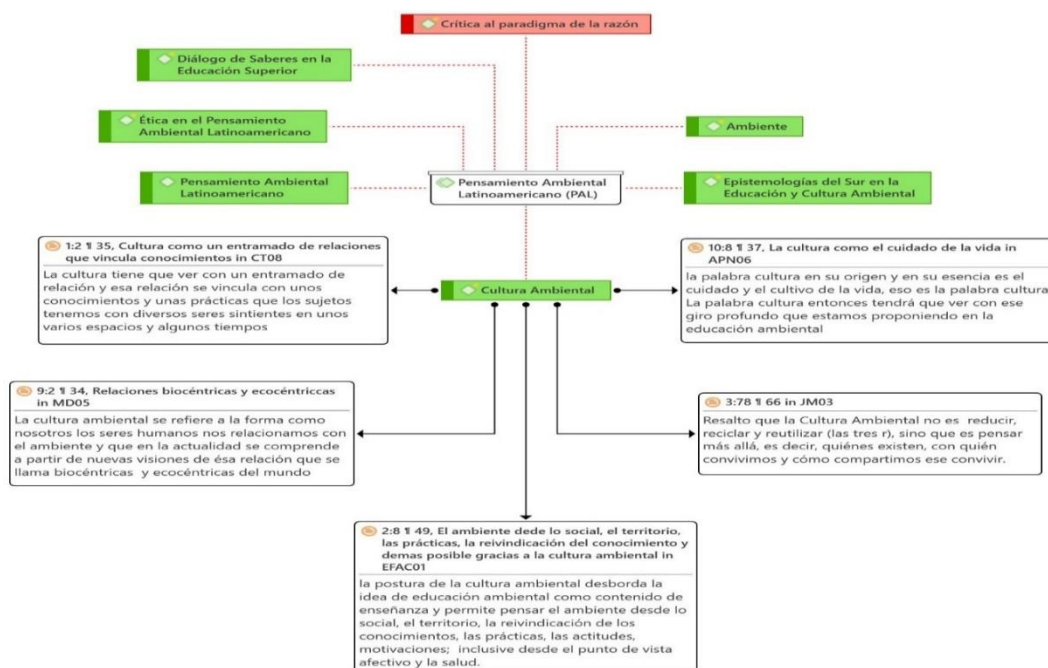 Crítica al paradigma de la razón
Diálogo de Saberes en la
Educación Superior
Ética en el Pensamiento
Ambiental Latinoamericano
Ambiente
Pensamiento Ambiental
Latinoamericano
Pensamiento Ambiental
Latinoamericano (PAL)
Epistemologías del Sur en la
Educación y Cultura Ambiental
1:2 ¶ 35, Cultura como un entramado de relaciones
que vincula conocimientos in CT08
La cultura tiene que ver con un entramado de
relación y esa relación se vincula con unos
conocimientos y unas prácticas que los sujetos
tenemos con diversos seres sintientes en unos
varios espacios y algunos tiempos
Cultura Ambiental
10:8 ¶ 37, La cultura como el cuidado de la vida in
APN06
la palabra cultura en su origen y en su esencia es el
cuidado y el cultivo de la vida, eso es la palabra cultura.
La palabra cultura entonces tendrá que ver con ese
giro profundo que estamos proponiendo en la
educación ambiental
9:2 ¶ 34, Relaciones biocéntricas y ecocéntriccas
in MD05
La cultura ambiental se refiere a la forma como
nosotros los seres humanos nos relacionamos con
el ambiente y que en la actualidad se comprende
a partir de nuevas visiones de ésa relación que se
llama biocéntricas y ecocéntricas del mundo
3:78 ¶ 66 in JM03
Resalto que la Cultura Ambiental no es reducir,
reciclar y reutilizar (las tres r), sino que es pensar
más allá, es decir, quiénes existen, con quién
convivimos y cómo compartimos ese convivir.
2:8 ¶ 49, El ambiente dede lo social, el territorio,
las prácticas, la reivindicación del conocimiento y
demas posible gracias a la cultura ambiental in
EFAC01
la postura de la cultura ambiental desborda la
idea de educación ambiental como contenido de
enseñanza y permite pensar el ambiente desde lo
social, el territorio, la reivindicación de los
conocimientos, las prácticas, las actitudes,
motivaciones; inclusive desde el punto de vista
afectivo y la salud.